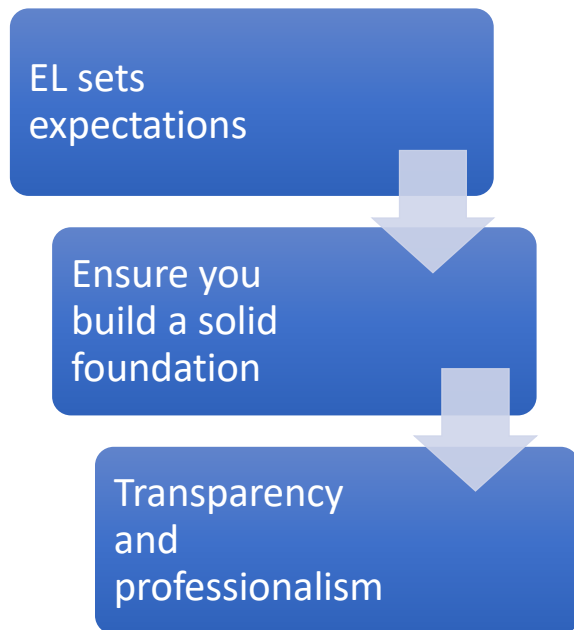 EL sets
expectations
Ensure you
build a solid
foundation
Transparency
and
professionalism